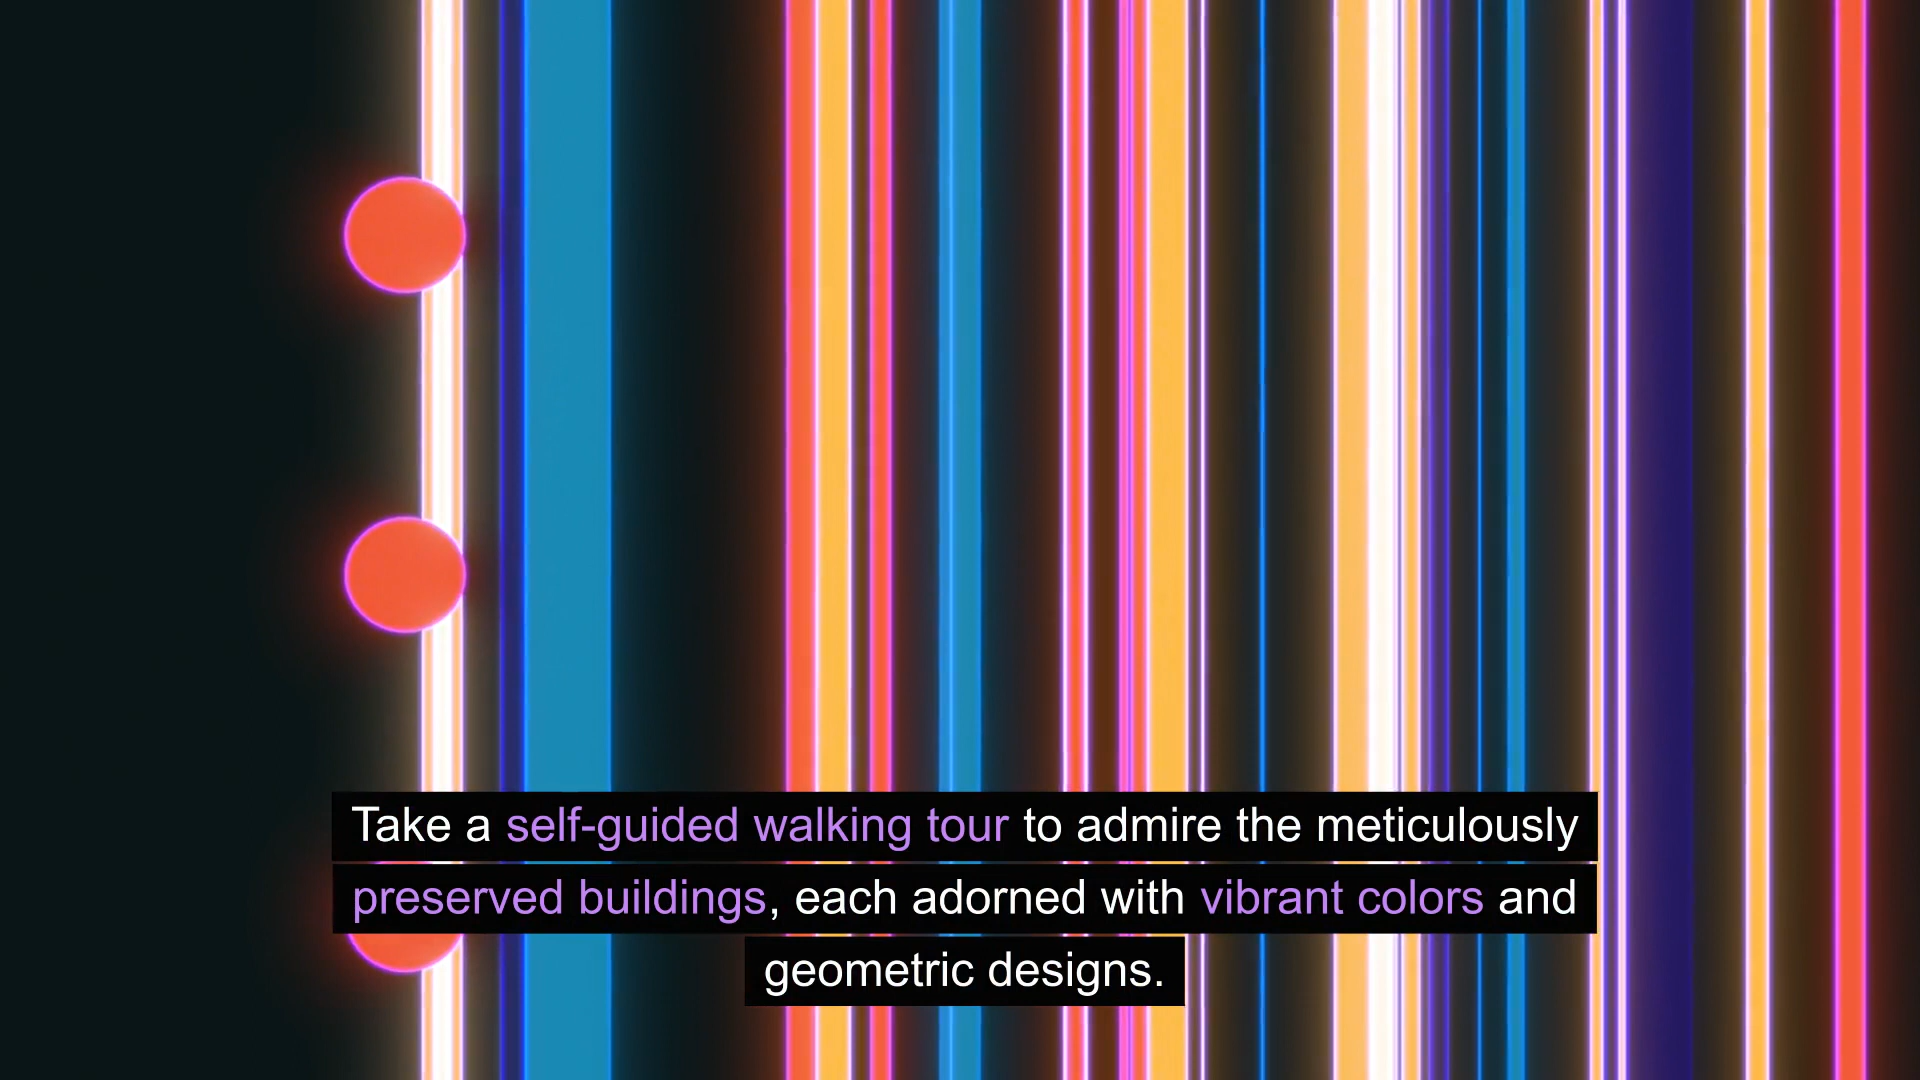 Take a self-guided walking tour to admire the meticulously
preserved buildings, each adorned with vibrant colors and
geometric designs.